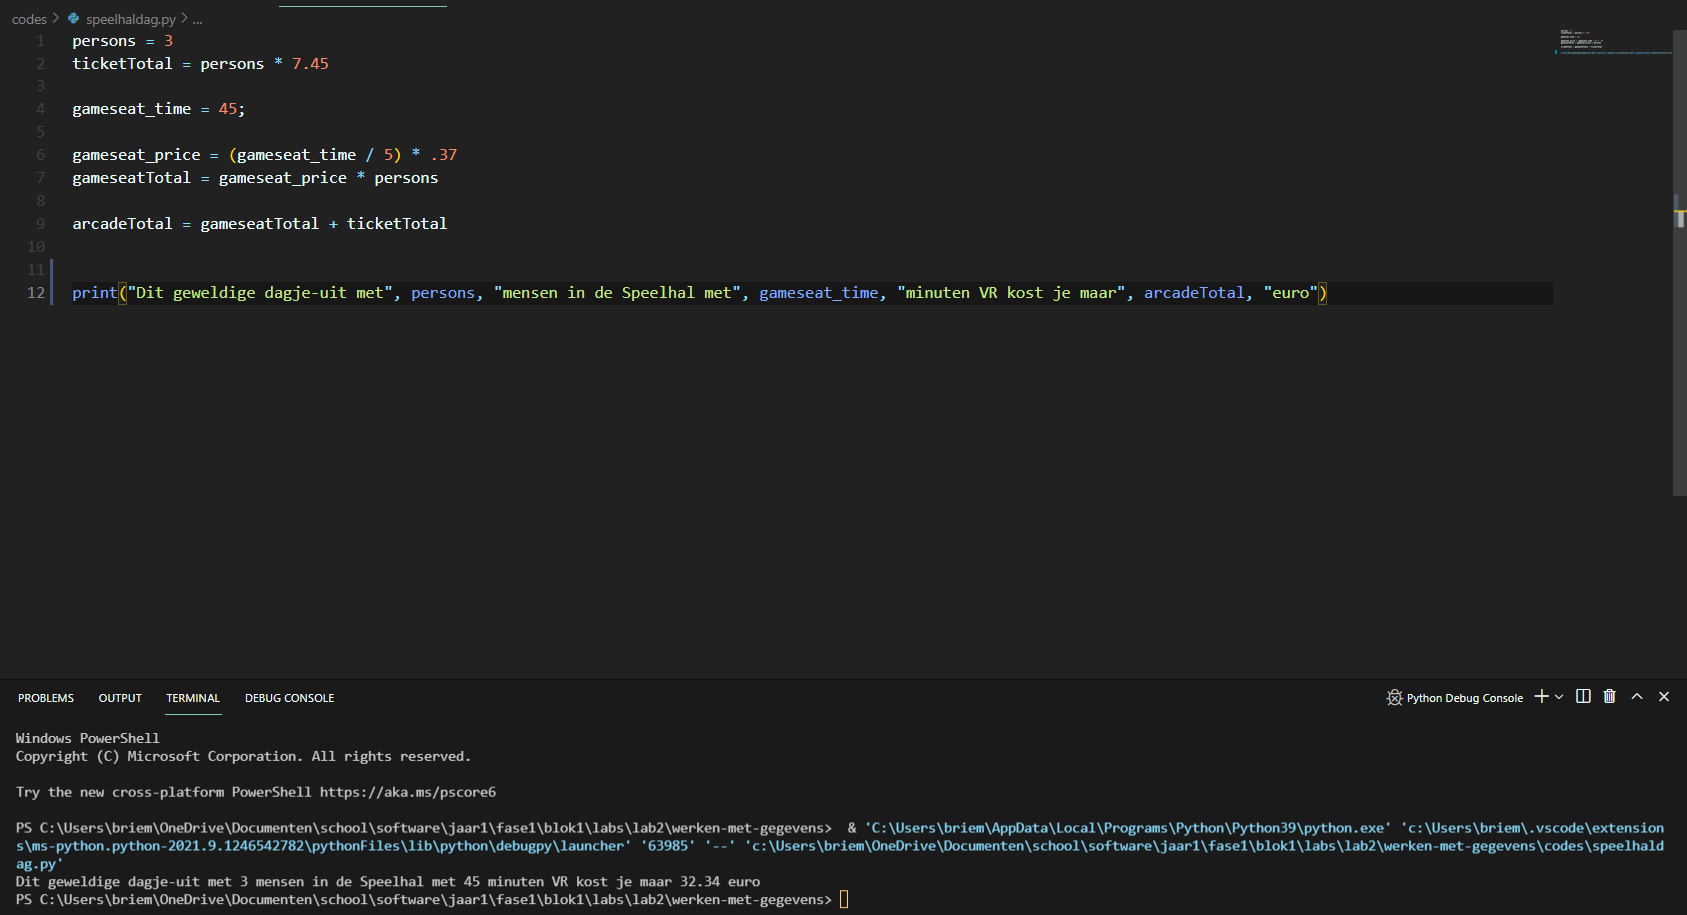 codes > speelhaldag.py > ...
1 persons = 3
2 ticketTotal = persons * 7.45
3
4 gameseat_time = 45;
5
6 gameseat_price = (gameseat_time / 5) * .37
7 gameseatTotal = gameseat_price * persons
8
9 arcadeTotal = gameseatTotal + ticketTotal
10
11
12 print("Dit geweldige dagje-uit met", persons, "mensen in de Speelhal met", gameseat_time, "minuten VR kost je maar", arcadeTotal, "euro")
PROBLEMS OUTPUT TERMINAL DEBUG CONSOLE Python Debug Console
Windows PowerShell
Copyright (C) Microsoft Corporation. All rights reserved.
Try the new cross-platform PowerShell https://aka.ms/pscore6
PS C:\Users\briem\OneDrive\Documenten\school\software\jaar1\fase1\blok1\labs\lab2\werken-met-gegevens> & 'C:\Users\briem\AppData\Local\Programs\Python\Python39\python.exe' 'c:\Users\briem\.vscode\extension
s\ms-python.python-2021.9.1246542782\pythonFiles\lib\python\debugpy\launcher' '63985' '--' 'c:\Users\briem\OneDrive\Documenten\school\software\jaar1\fase1\blok1\labs\lab2\werken-met-gegevens\codes\speelhald
ag.py'
Dit geweldige dagje-uit met 3 mensen in de Speelhal met 45 minuten VR kost je maar 32.34 euro
PS C:\Users\briem\OneDrive\Documenten\school\software\jaar1\fase1\blok1\labs\lab2\werken-met-gegevens>